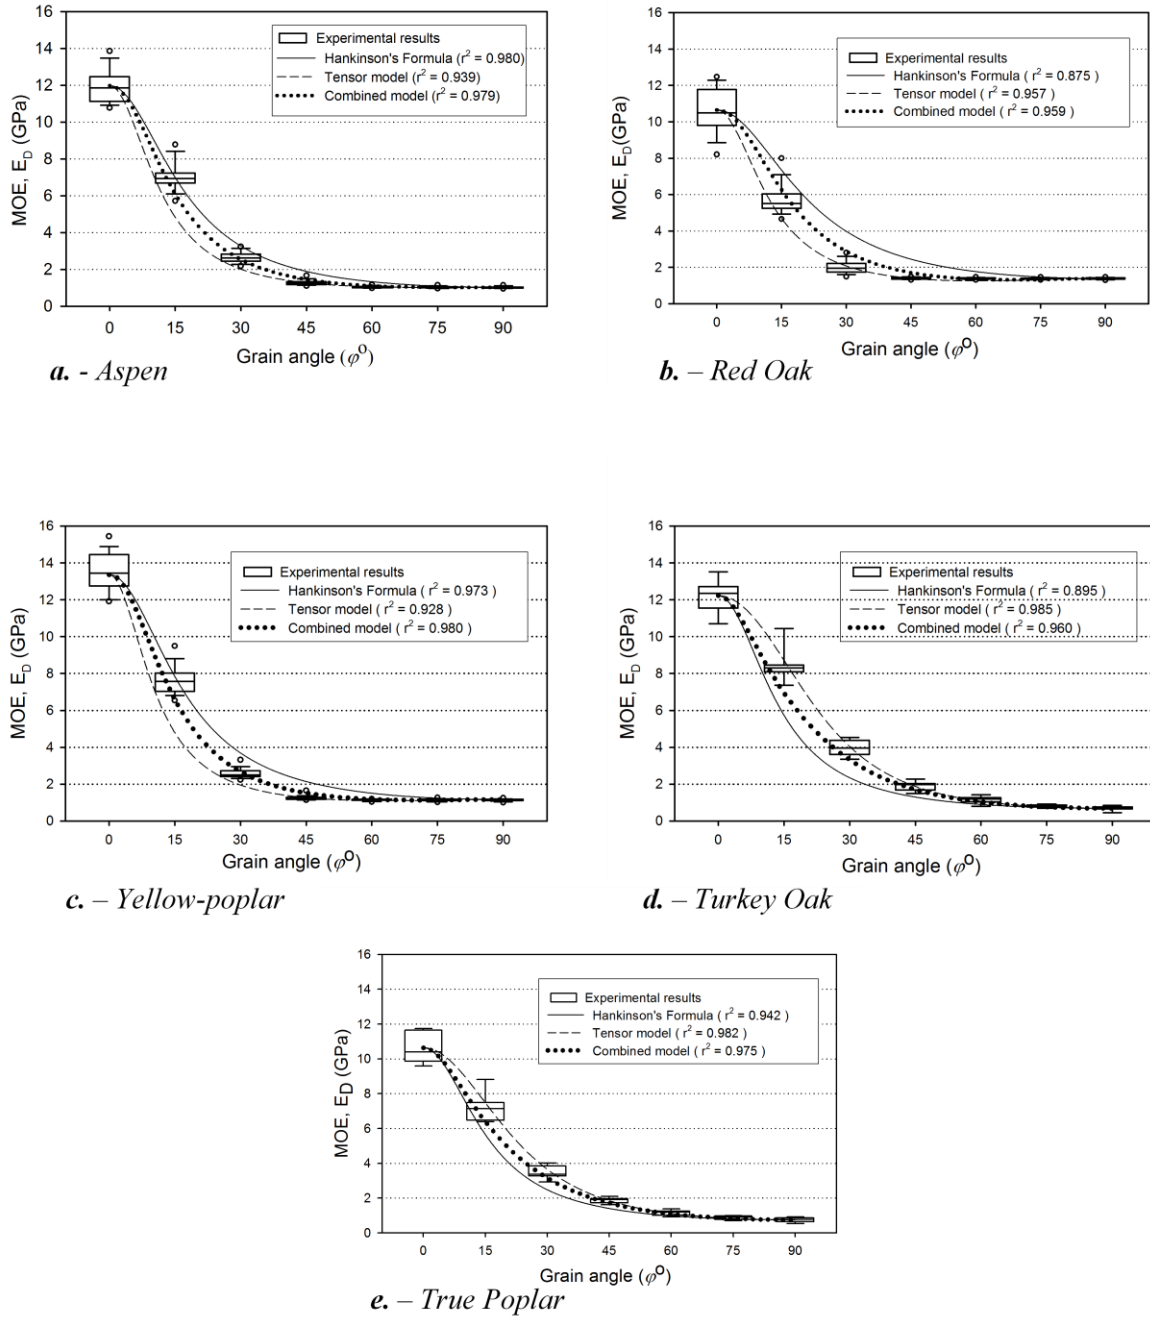 16
14
12
10
8
6
4
2
0
MOE, E_D (GPa)
Experimental results
Hankinson's Formula (r² = 0.980)
Tensor model (r² = 0.939)
Combined model (r² = 0.979)
0 15 30 45 60 75 90
Grain angle (φº)
a. - Aspen
16
14
12
10
8
6
4
2
0
MOE, E_D(GPa)
Experimental results
Hankinson's Formula ( r² = 0.875 )
Tensor model ( r² = 0.957 )
Combined model ( r² = 0.959 )
0 15 30 45 60 75 90
Grain angle (φº)
b. – Red Oak
16
14
12
10
8
6
4
2
0
MOE, E_D (GPa)
Experimental results
Hankinson's Formula ( r² = 0.973 )
Tensor model ( r² = 0.928 )
Combined model ( r² = 0.980 )
0 15 30 45 60 75 90
Grain angle (φº)
c. – Yellow-poplar
16
14
12
10
8
6
4
2
0
MOE, E_D (GPa)
Experimental results
Hankinson's Formula ( r² = 0.895 )
Tensor model ( r² = 0.985 )
Combined model ( r² = 0.960 )
0 15 30 45 60 75 90
Grain angle (φº)
d. – Turkey Oak
16
14
12
10
8
6
4
2
0
MOE, E_D (GPa)
Experimental results
Hankinson's Formula ( r² = 0.942 )
Tensor model ( r² = 0.982 )
Combined model ( r² = 0.975 )
0 15 30 45 60 75 90
Grain angle (φº)
e. – True Poplar